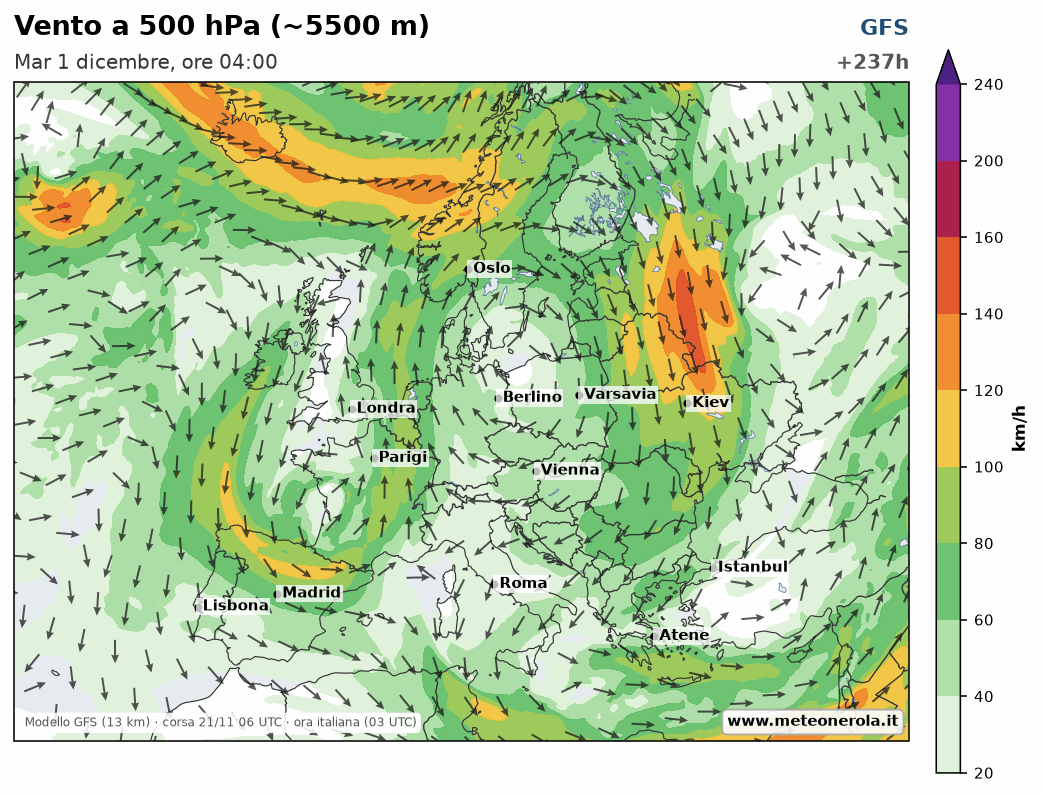 Vento a 500 hPa (~5500 m)
GFS
Mar 1 dicembre, ore 04:00
+237h
240
200
160
140
120
100
80
60
40
20
km/h
Oslo
Berlino
Varsavia
Kiev
Londra
Parigi
Vienna
Istanbul
Roma
Madrid
Lisbona
Atene
Modello GFS (13 km) · corsa 21/11 06 UTC · ora italiana (03 UTC)
www.meteonerola.it